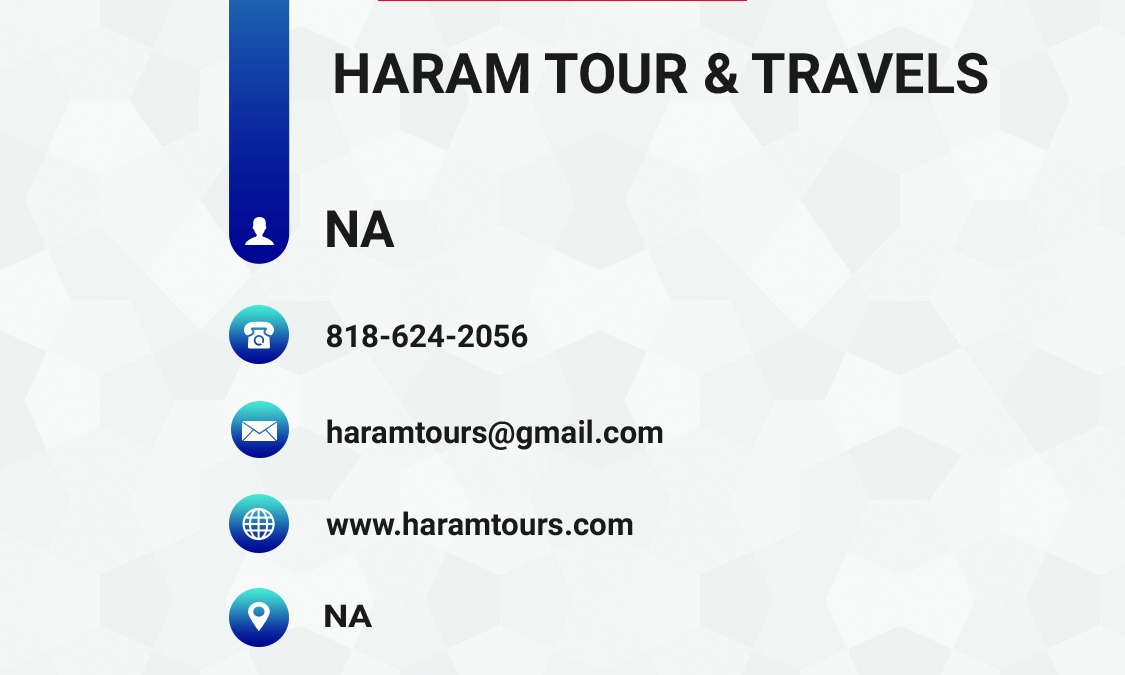 HARAM TOUR & TRAVELS
NA
818-624-2056
haramtours@gmail.com
www.haramtours.com
NA